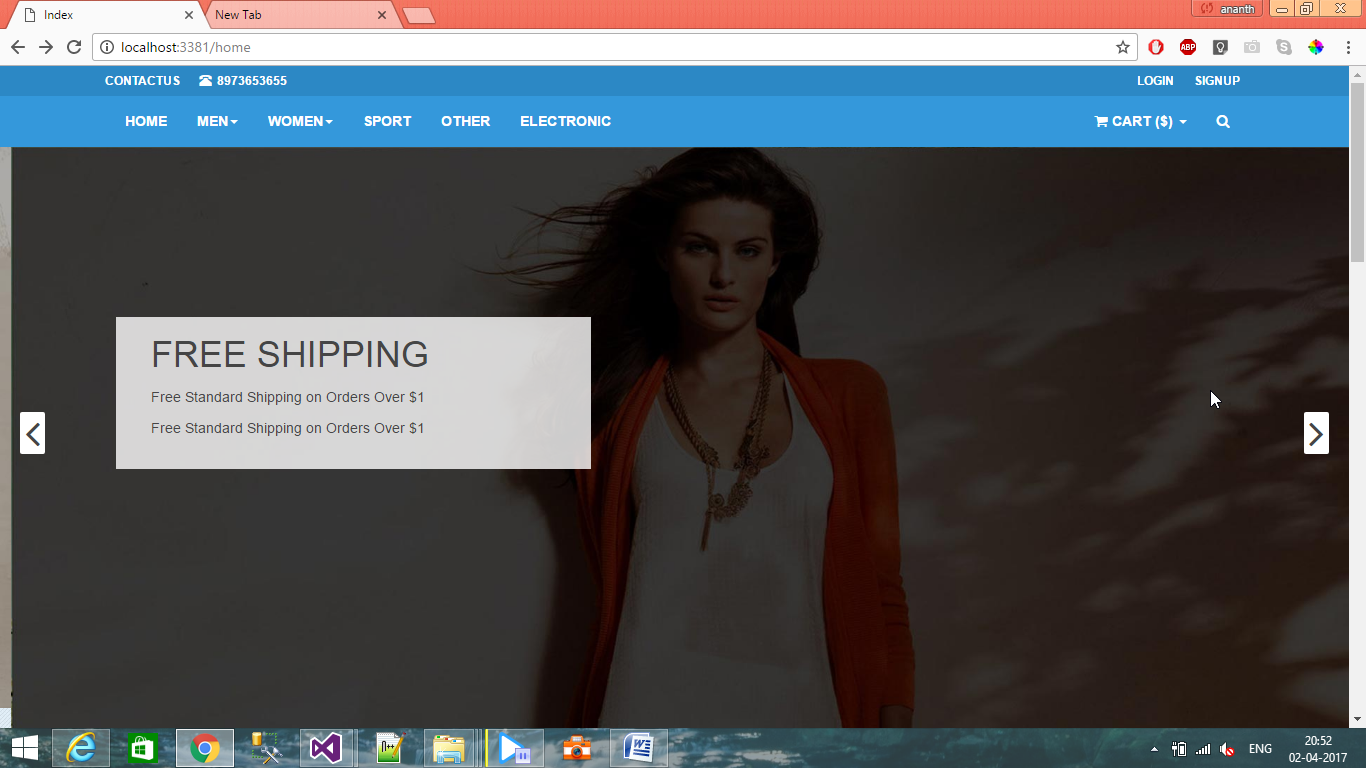 Index
New Tab
ananth
localhost:3381/home
ABP
CONTACTUS 8973653655 LOGIN SIGNUP
HOME MEN WOMEN SPORT OTHER ELECTRONIC CART ($)
FREE SHIPPING
Free Standard Shipping on Orders Over $1
Free Standard Shipping on Orders Over $1
ENG
20:52
02-04-2017